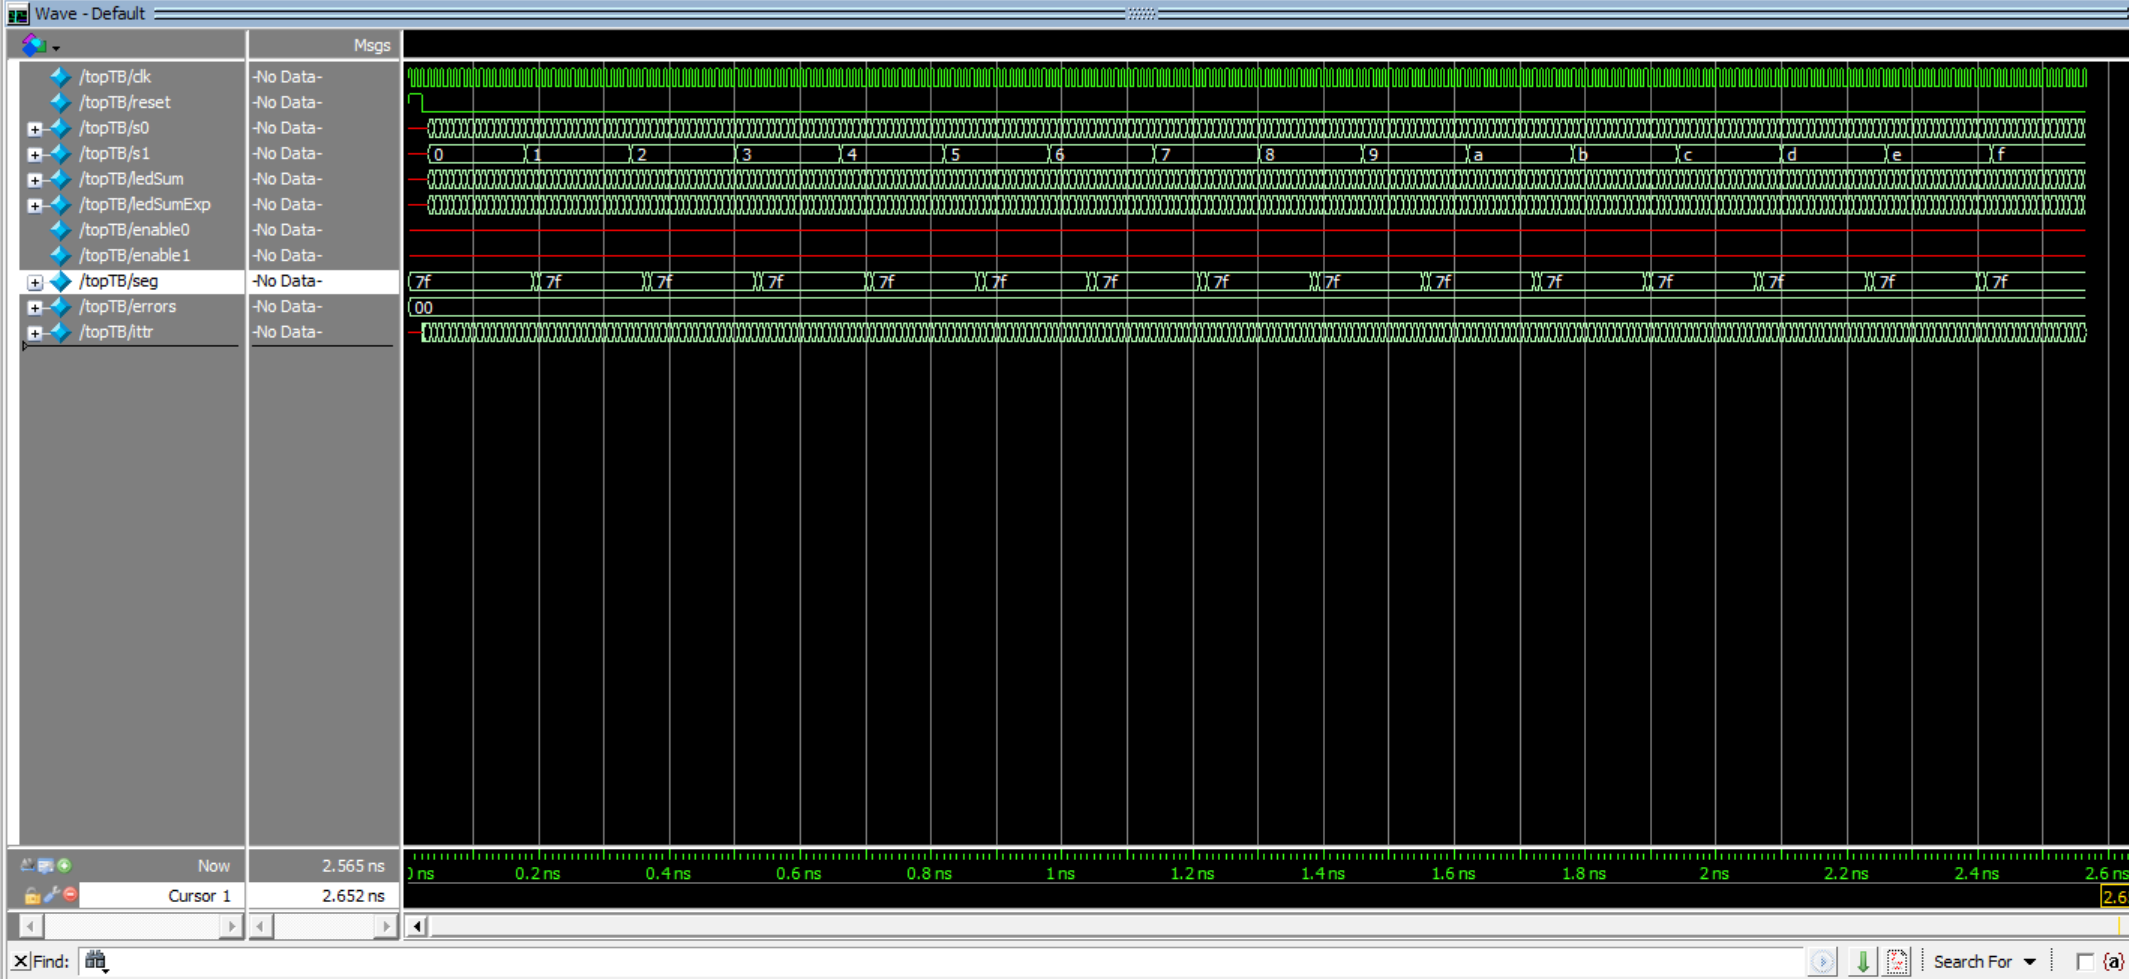 Wave - Default
Msgs
/topTB/clk -No Data-
/topTB/reset -No Data-
/topTB/s0 -No Data-
/topTB/s1 -No Data- 0 1 2 3 4 5 6 7 8 9 a b c d e f
/topTB/ledSum -No Data-
/topTB/ledSumExp -No Data-
/topTB/enable0 -No Data-
/topTB/enable1 -No Data-
/topTB/seg -No Data- 7f 7f 7f 7f 7f 7f 7f 7f 7f 7f 7f 7f 7f 7f 7f
/topTB/errors -No Data- 00
/topTB/ittr -No Data-
Now 2.565 ns
ns 0.2 ns 0.4 ns 0.6 ns 0.8 ns 1 ns 1.2 ns 1.4 ns 1.6 ns 1.8 ns 2 ns 2.2 ns 2.4 ns 2.6 ns
Cursor 1 2.652 ns 2.6
Find: Search For {a}